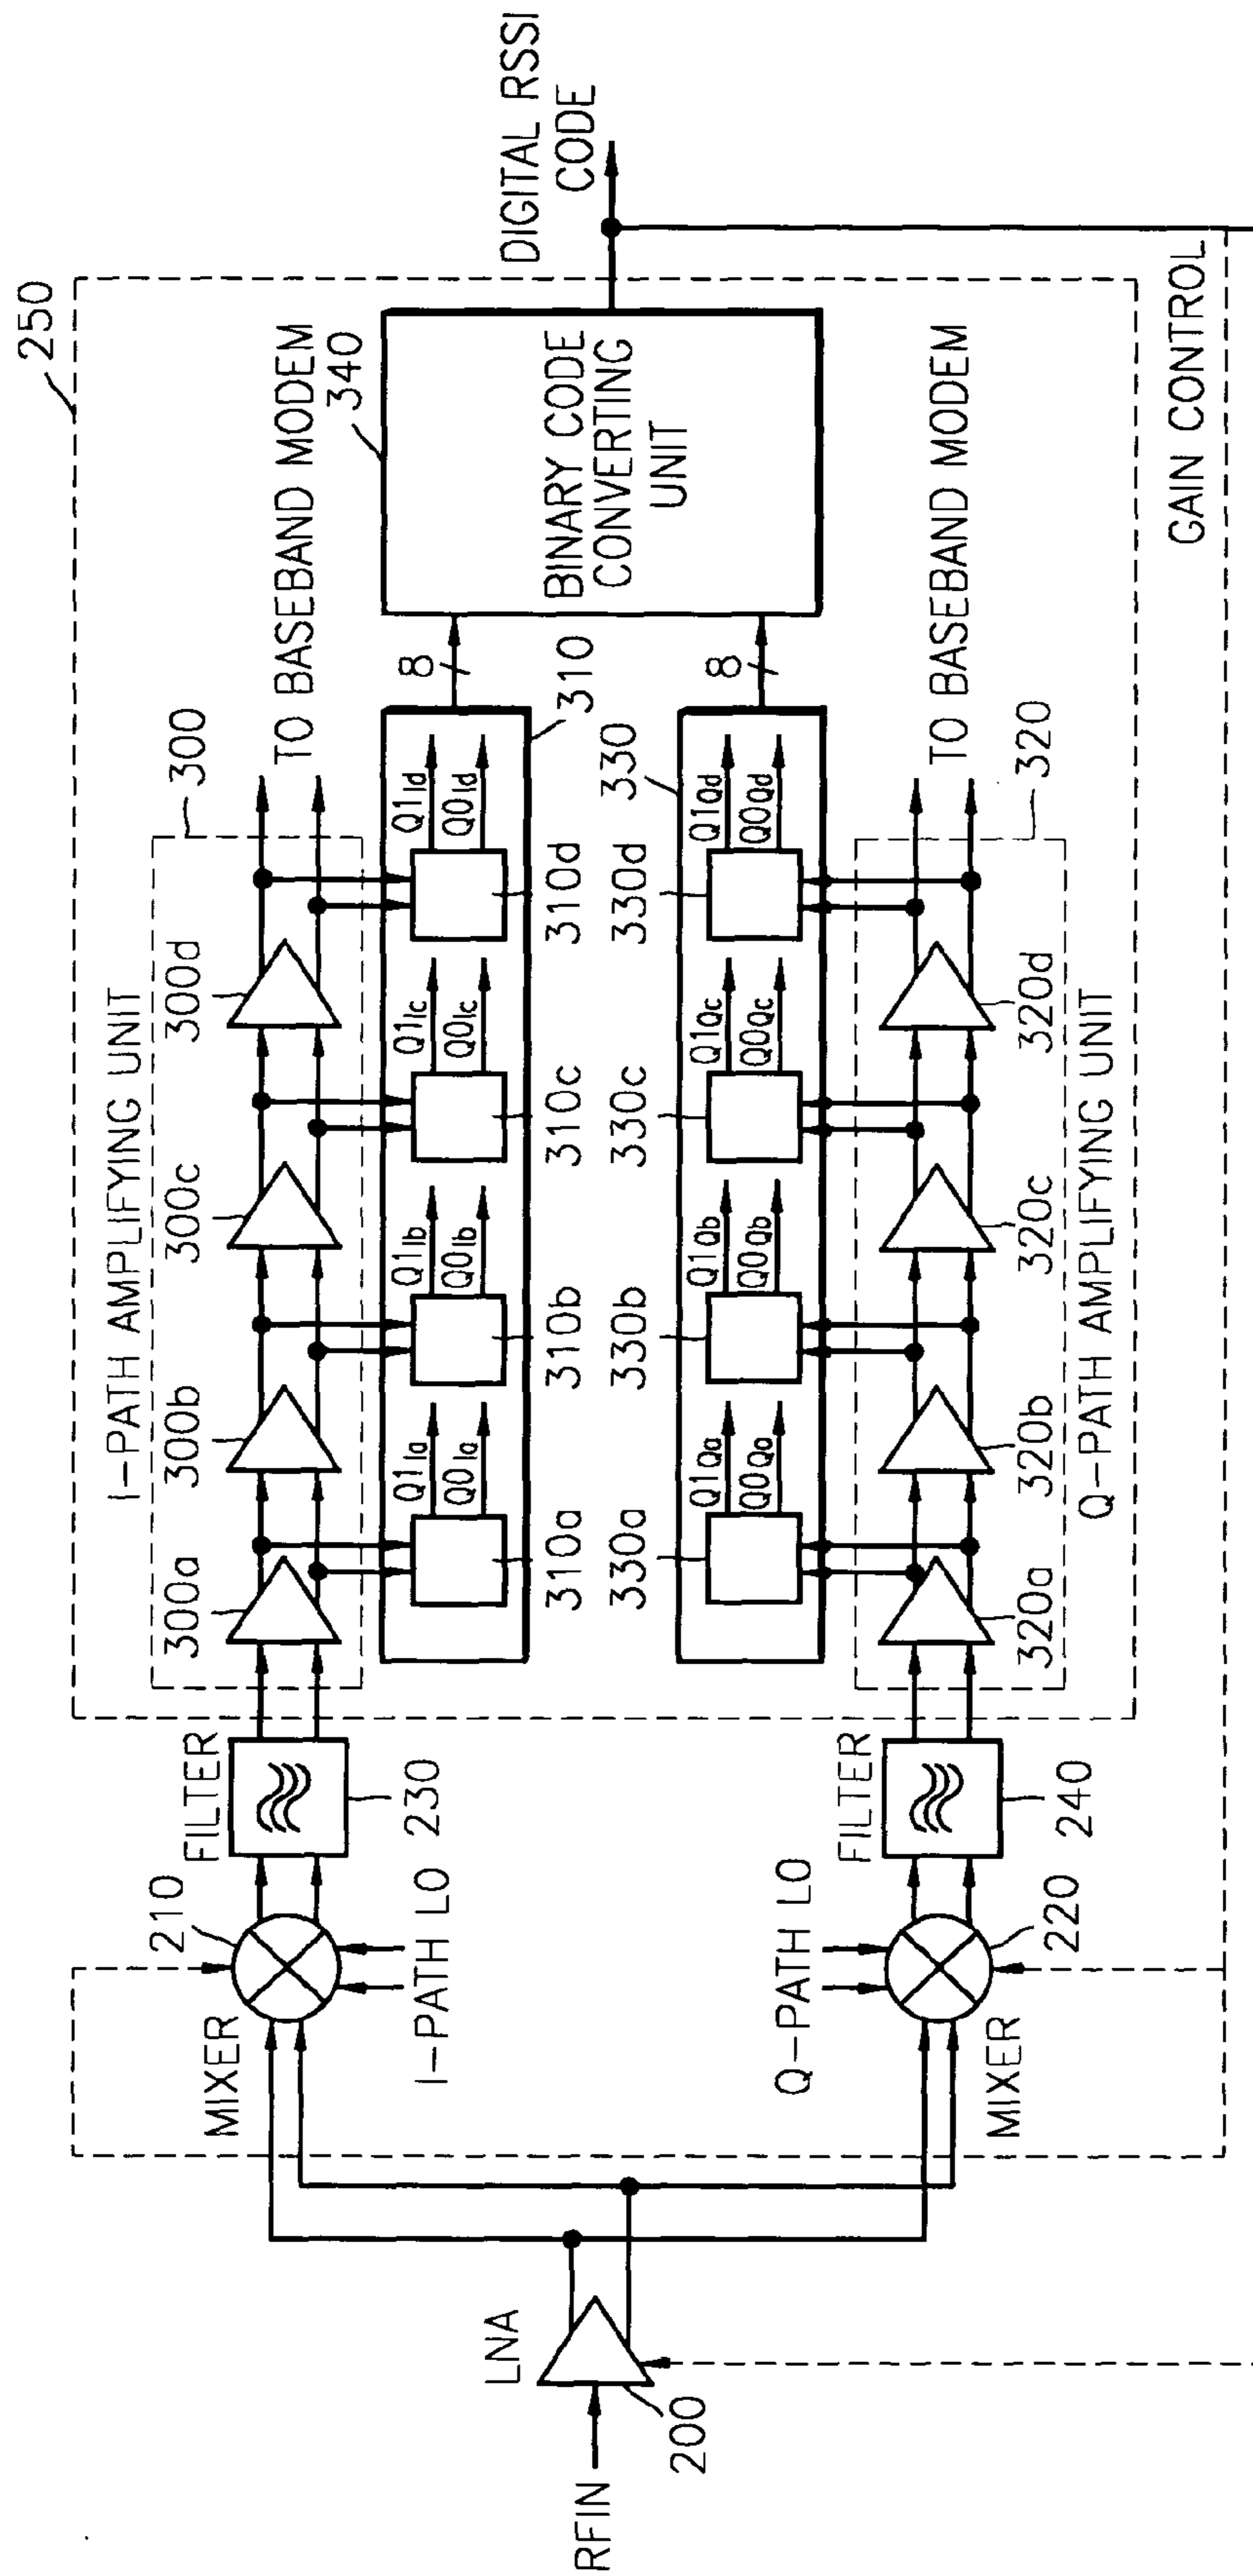 250
I-PATH AMPLIFYING UNIT
300
300a
300b
300c
300d
TO BASEBAND MODEM
340
DIGITAL RSSI
CODE
FILTER
230
210
MIXER
I-PATH LO
Q1Ia
Q0Ia
Q1Ib
Q0Ib
Q1Ic
Q0Ic
Q1Id
Q0Id
310a
310b
310c
310d
310
8
BINARY CODE
CONVERTING
UNIT
LNA
RFIN
200
330a
330b
330c
330d
330
8
Q1Qa
Q0Qa
Q1Qb
Q0Qb
Q1Qc
Q0Qc
Q1Qd
Q0Qd
Q-PATH LO
MIXER
220
FILTER
240
320a
320b
320c
320d
320
TO BASEBAND MODEM
Q-PATH AMPLIFYING UNIT
GAIN CONTROL